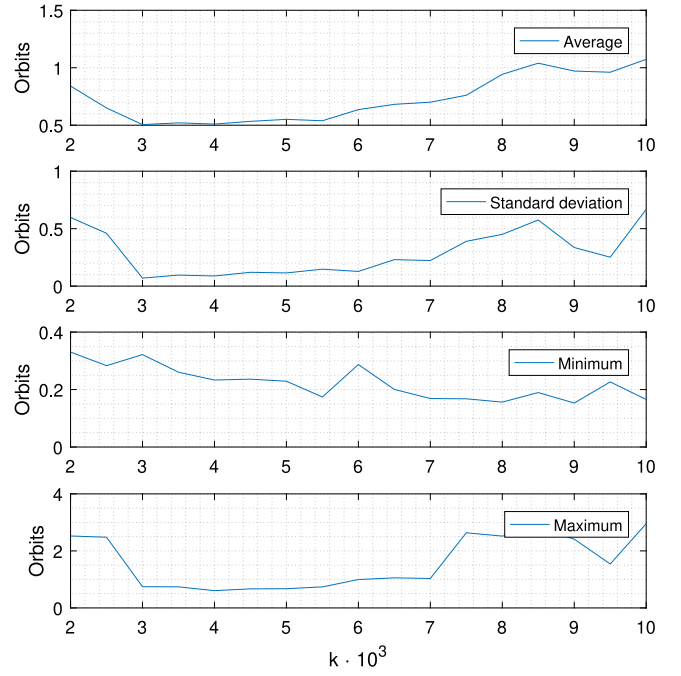 1.5
1
0.5
Orbits
Average
2 3 4 5 6 7 8 9 10
1
0.5
0
Orbits
Standard deviation
2 3 4 5 6 7 8 9 10
0.4
0.2
0
Orbits
Minimum
2 3 4 5 6 7 8 9 10
4
2
0
Orbits
Maximum
2 3 4 5 6 7 8 9 10
k · 10³